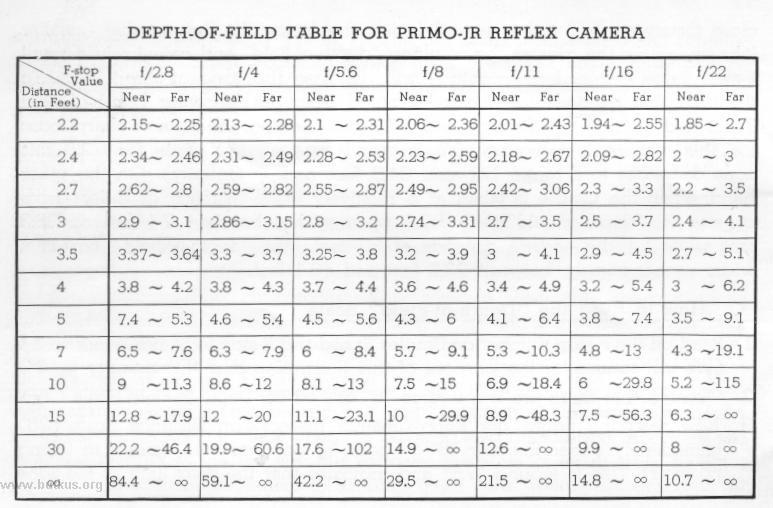 DEPTH-OF-FIELD TABLE FOR PRIMO-JR REFLEX CAMERA
F-stop Value Distance (in Feet) f/2.8 f/4 f/5.6 f/8 f/11 f/16 f/22
Near Far Near Far Near Far Near Far Near Far Near Far Near Far
2.2 2.15~ 2.25 2.13~ 2.28 2.1 ~ 2.31 2.06~ 2.36 2.01~ 2.43 1.94~ 2.55 1.85~ 2.7
2.4 2.34~ 2.46 2.31~ 2.49 2.28~ 2.53 2.23~ 2.59 2.18~ 2.67 2.09~ 2.82 2 ~ 3
2.7 2.62~ 2.8 2.59~ 2.82 2.55~ 2.87 2.49~ 2.95 2.42~ 3.06 2.3 ~ 3.3 2.2 ~ 3.5
3 2.9 ~ 3.1 2.86~ 3.15 2.8 ~ 3.2 2.74~ 3.31 2.7 ~ 3.5 2.5 ~ 3.7 2.4 ~ 4.1
3.5 3.37~ 3.64 3.3 ~ 3.7 3.25~ 3.8 3.2 ~ 3.9 3 ~ 4.1 2.9 ~ 4.5 2.7 ~ 5.1
4 3.8 ~ 4.2 3.8 ~ 4.3 3.7 ~ 4.4 3.6 ~ 4.6 3.4 ~ 4.9 3.2 ~ 5.4 3 ~ 6.2
5 7.4 ~ 5.3 4.6 ~ 5.4 4.5 ~ 5.6 4.3 ~ 6 4.1 ~ 6.4 3.8 ~ 7.4 3.5 ~ 9.1
7 6.5 ~ 7.6 6.3 ~ 7.9 6 ~ 8.4 5.7 ~ 9.1 5.3 ~10.3 4.8 ~13 4.3 ~19.1
10 9 ~11.3 8.6 ~12 8.1 ~13 7.5 ~15 6.9 ~18.4 6 ~29.8 5.2 ~115
15 12.8 ~17.9 12 ~20 11.1 ~23.1 10 ~29.9 8.9 ~48.3 7.5 ~56.3 6.3 ~ ∞
30 22.2 ~46.4 19.9~ 60.6 17.6 ~102 14.9 ~ ∞ 12.6 ~ ∞ 9.9 ~ ∞ 8 ~ ∞
∞ 84.4 ~ ∞ 59.1~ ∞ 42.2 ~ ∞ 29.5 ~ ∞ 21.5 ~ ∞ 14.8 ~ ∞ 10.7 ~ ∞
www.butkus.org